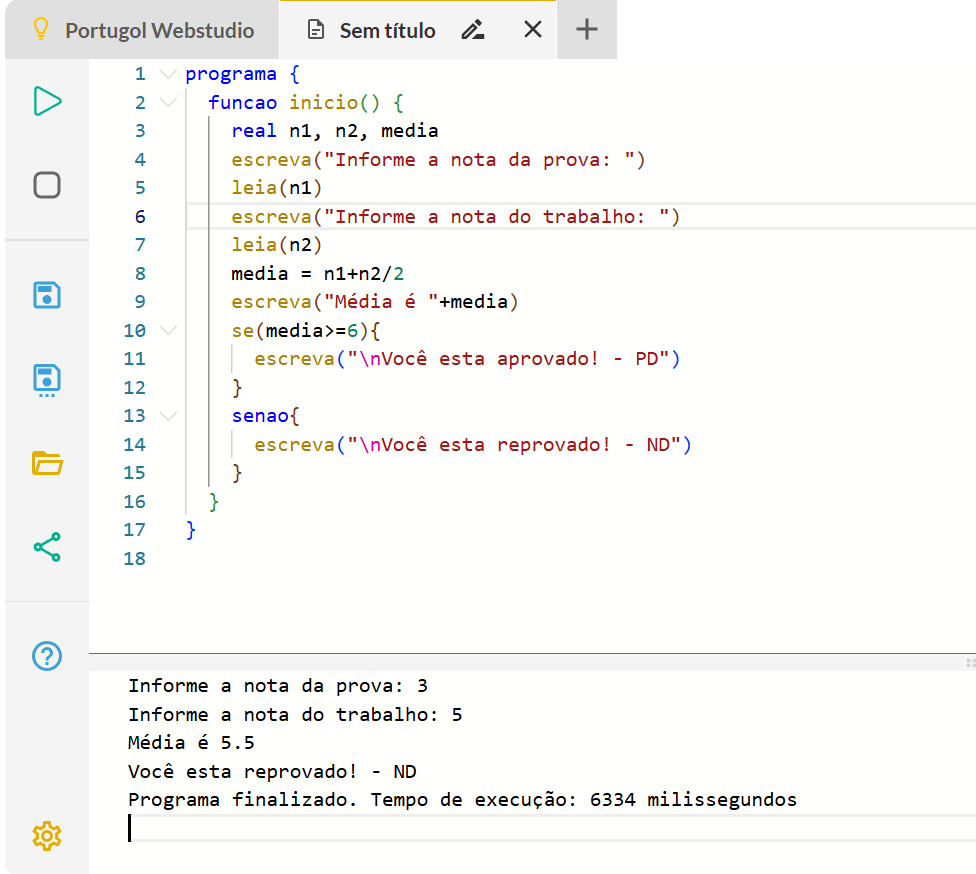 Portugol Webstudio Sem título
1 programa {
2 funcao inicio() {
3 real n1, n2, media
4 escreva("Informe a nota da prova: ")
5 leia(n1)
6 escreva("Informe a nota do trabalho: ")
7 leia(n2)
8 media = n1+n2/2
9 escreva("Média é "+media)
10 se(media>=6){
11 escreva("\nVocê esta aprovado! - PD")
12 }
13 senao{
14 escreva("\nVocê esta reprovado! - ND")
15 }
16 }
17 }
18
Informe a nota da prova: 3
Informe a nota do trabalho: 5
Média é 5.5
Você esta reprovado! - ND
Programa finalizado. Tempo de execução: 6334 milissegundos